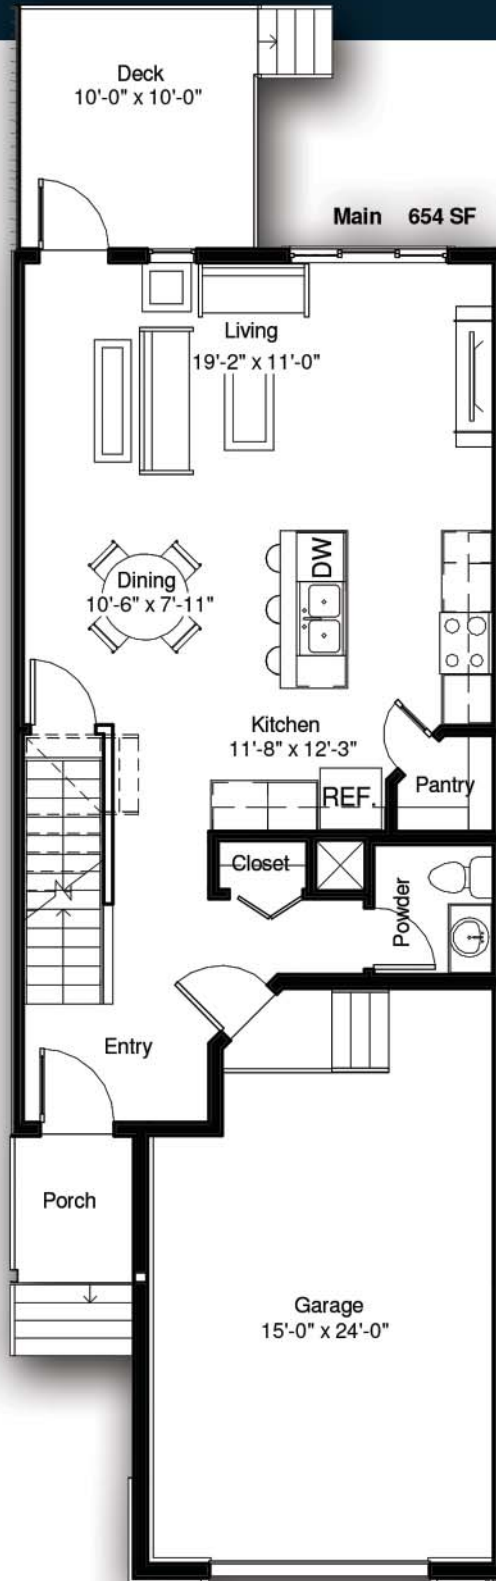 Deck
10'-0" x 10'-0"
Main 654 SF
Living
19'-2" x 11'-0"
DW
Dining
10'-6" x 7'-11"
Kitchen
11'-8" x 12'-3"
REF.
Pantry
Closet
Powder
Entry
Porch
Garage
15'-0" x 24'-0"